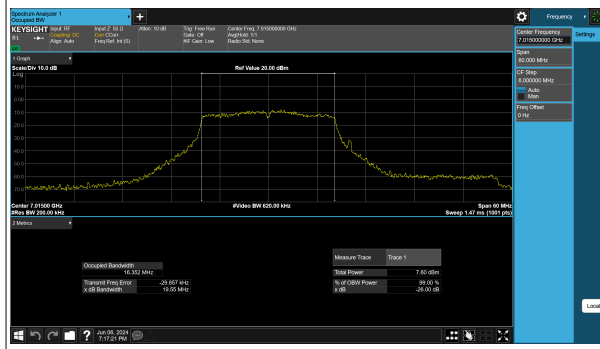 Spectrum Analyzer 1
Occupied BW
+
Frequency
KEYSIGHT Input: RF Input Z: 50 Ω Atten: 10 dB Trig: Free Run Center Freq: 7.015000000 GHz
Coupling: DC Corr CCorr Gate: Off Avg|Hold: 1/1
Align: Auto Freq Ref: Int (S) #IF Gain: Low Radio Std: None
Center Frequency
7.015000000 GHz
Settings
Span
60.000 MHz
CF Step
6.000000 MHz
Auto
Man
Freq Offset
0 Hz
1 Graph
Scale/Div 10.0 dB Ref Value 20.00 dBm
Log
10.0
0.00
-10.0
-20.0
-30.0
-40.0
-50.0
-60.0
-70.0
Center 7.01500 GHz #Video BW 620.00 kHz Span 60 MHz
#Res BW 200.00 kHz Sweep 1.47 ms (1001 pts)
2 Metrics
Measure Trace Trace 1
Occupied Bandwidth
16.352 MHz
Total Power 7.60 dBm
Transmit Freq Error -29.857 kHz % of OBW Power 99.00 %
x dB Bandwidth 19.55 MHz x dB -26.00 dB
Local
? Jun 06, 2024
7:17:21 PM